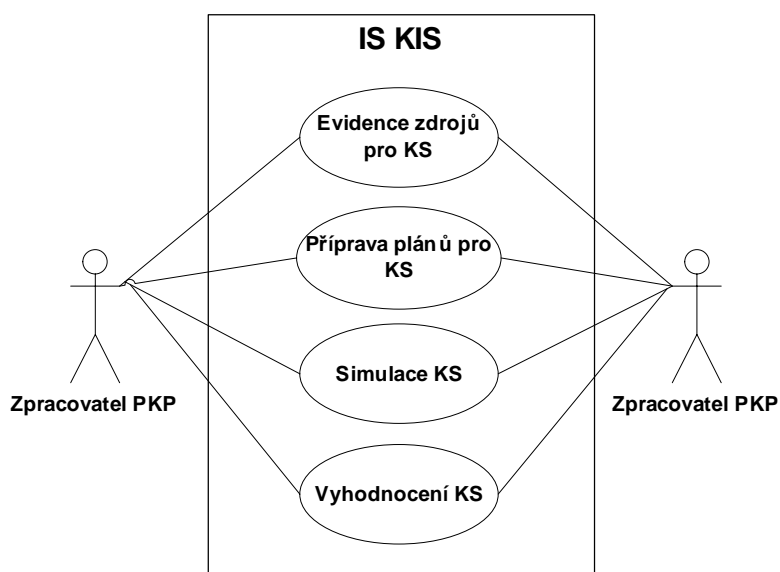 IS KIS
Evidence zdrojů
pro KS
Příprava plánů pro
KS
Simulace KS
Vyhodnocení KS
Zpracovatel PKP
Zpracovatel PKP